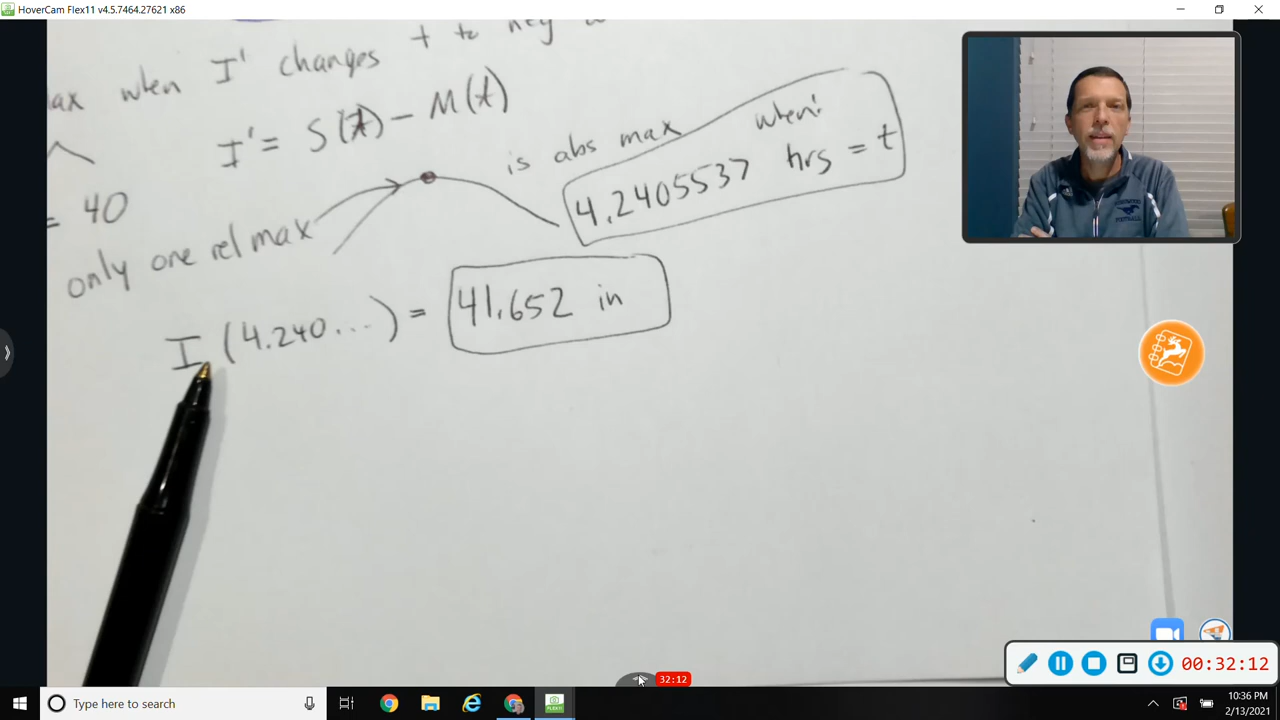 HoverCam Flex11 v4.5.7464.27621 x86
when I' changes + to neg
I' = S(t) - M(t)
is abs max when:
= 40
4.2405537 hrs = t
only one rel max
I (4.240...) = 41.652 in
32:12
00:32:12
Type here to search
FLEX11
10:36 PM
2/13/2021